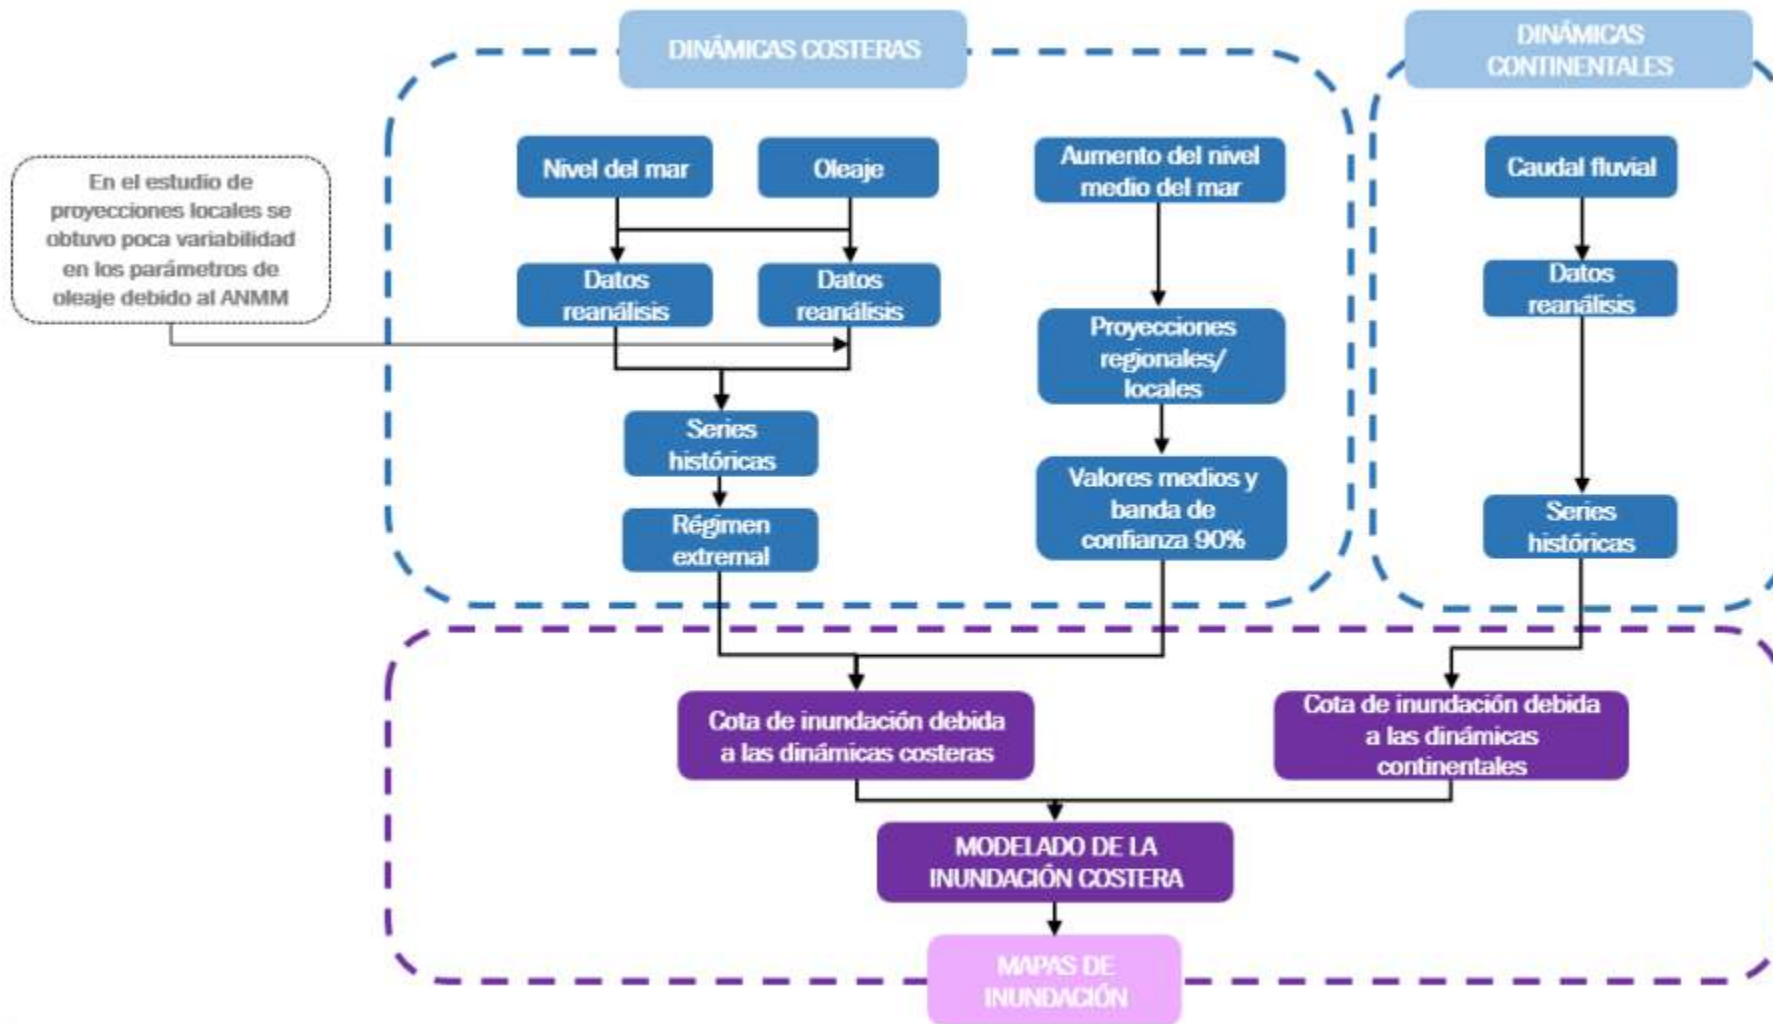 DINÁMICAS COSTERAS
DINÁMICAS
CONTINENTALES
En el estudio de
proyecciones locales se
obtuvo poca variabilidad
en los parámetros de
oleaje debido al ANMM
Nivel del mar
Oleaje
Aumento del nivel
medio del mar
Caudal fluvial
Datos
reanálisis
Datos
reanálisis
Proyecciones
regionales/
locales
Datos
reanálisis
Series
históricas
Régimen
extremal
Valores medios y
banda de
confianza 90%
Series
históricas
Cota de inundación debida
a las dinámicas costeras
Cota de inundación debida
a las dinámicas
continentales
MODELADO DE LA
INUNDACIÓN COSTERA
MAPAS DE
INUNDACIÓN